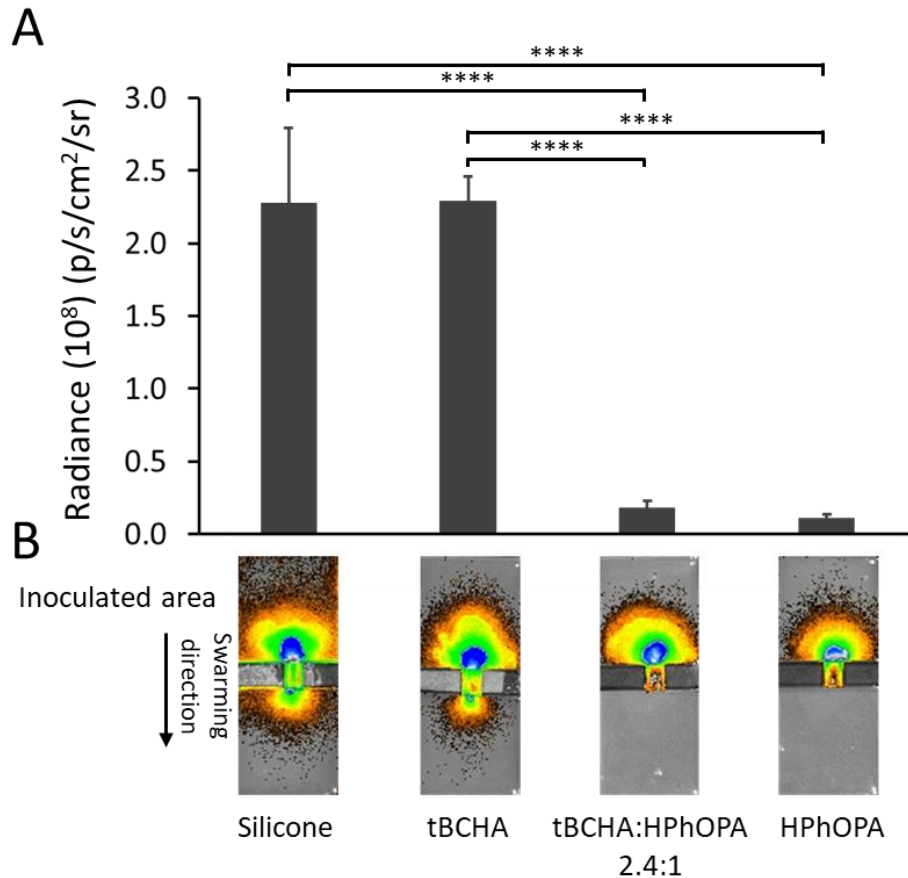 A
****
****
****
****
Radiance (10⁸) (p/s/cm²/sr)
3.0
2.5
2.0
1.5
1.0
0.5
0.0
B
Inoculated area
Swarming
direction
Silicone
tBCHA
tBCHA:HPhOPA
2.4:1
HPhOPA